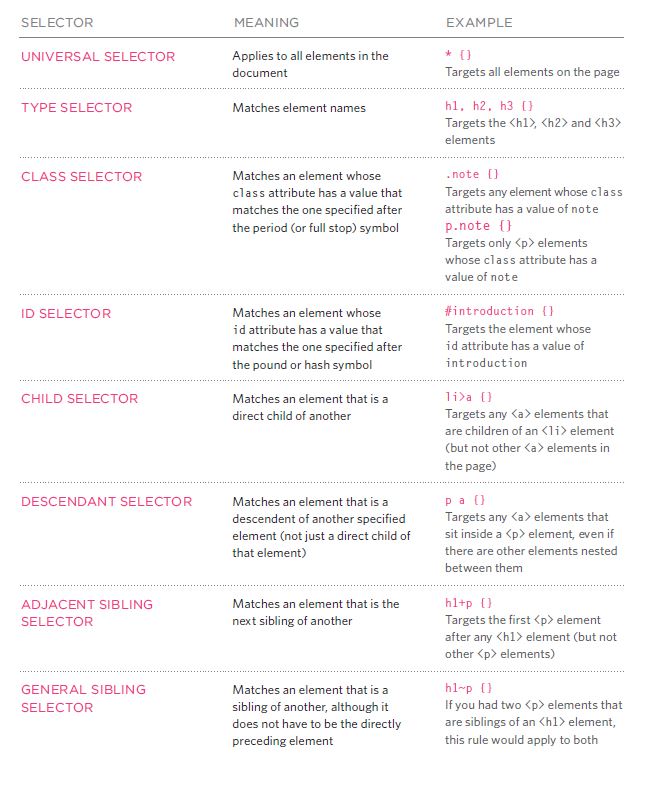 SELECTOR MEANING EXAMPLE
UNIVERSAL SELECTOR
Applies to all elements in the
document
* {}
Targets all elements on the page
TYPE SELECTOR
Matches element names
h1, h2, h3 {}
Targets the <h1>, <h2> and <h3>
elements
CLASS SELECTOR
Matches an element whose
class attribute has a value that
matches the one specified after
the period (or full stop) symbol
.note {}
Targets any element whose class
attribute has a value of note
p.note {}
Targets only <p> elements
whose class attribute has a
value of note
ID SELECTOR
Matches an element whose
id attribute has a value that
matches the one specified after
the pound or hash symbol
#introduction {}
Targets the element whose
id attribute has a value of
introduction
CHILD SELECTOR
Matches an element that is a
direct child of another
li>a {}
Targets any <a> elements that
are children of an <li> element
(but not other <a> elements in
the page)
DESCENDANT SELECTOR
Matches an element that is a
descendent of another specified
element (not just a direct child of
that element)
p a {}
Targets any <a> elements that
sit inside a <p> element, even if
there are other elements nested
between them
ADJACENT SIBLING
SELECTOR
Matches an element that is the
next sibling of another
h1+p {}
Targets the first <p> element
after any <h1> element (but not
other <p> elements)
GENERAL SIBLING
SELECTOR
Matches an element that is a
sibling of another, although it
does not have to be the directly
preceding element
h1~p {}
If you had two <p> elements that
are siblings of an <h1> element,
this rule would apply to both